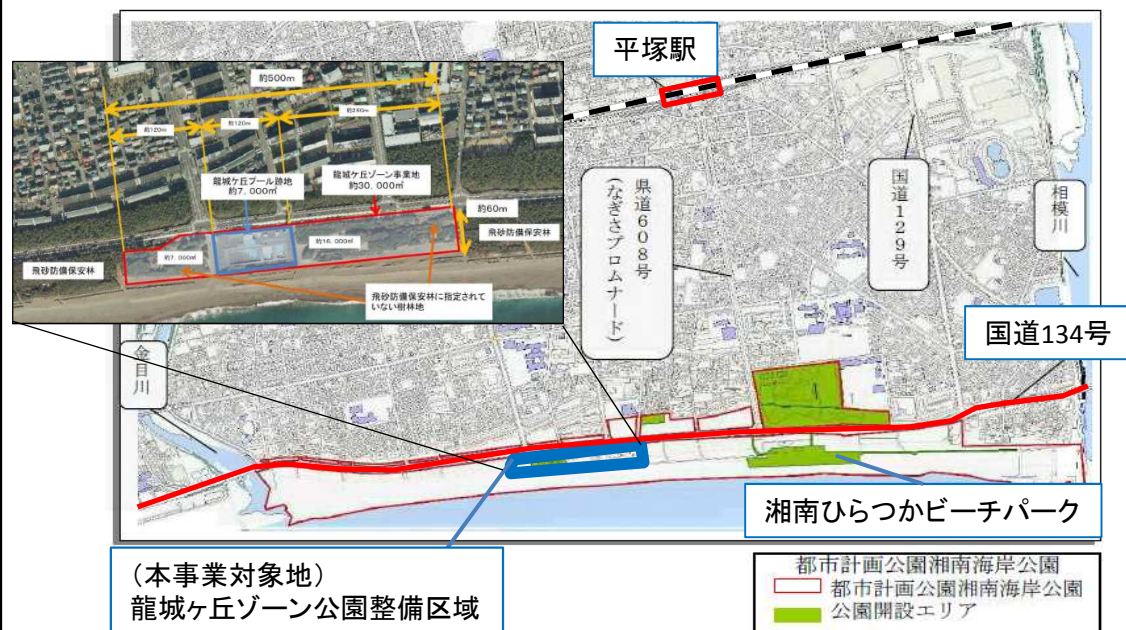 平塚駅
約500m
約120m
約120m
約240m
龍城ケ丘プール跡地
約7,000㎡
龍城ケ丘ゾーン事業地
約30,000㎡
約60m
飛砂防備保安林
約16,000㎡
約7,000㎡
飛砂防備保安林
飛砂防備保安林に指定されて
いない樹林地
県道608号
(なぎさプロムナード)
国道129号
相模川
国道134号
金目川
湘南ひらつかビーチパーク
(本事業対象地)
龍城ヶ丘ゾーン公園整備区域
都市計画公園湘南海岸公園
都市計画公園湘南海岸公園
公園開設エリア